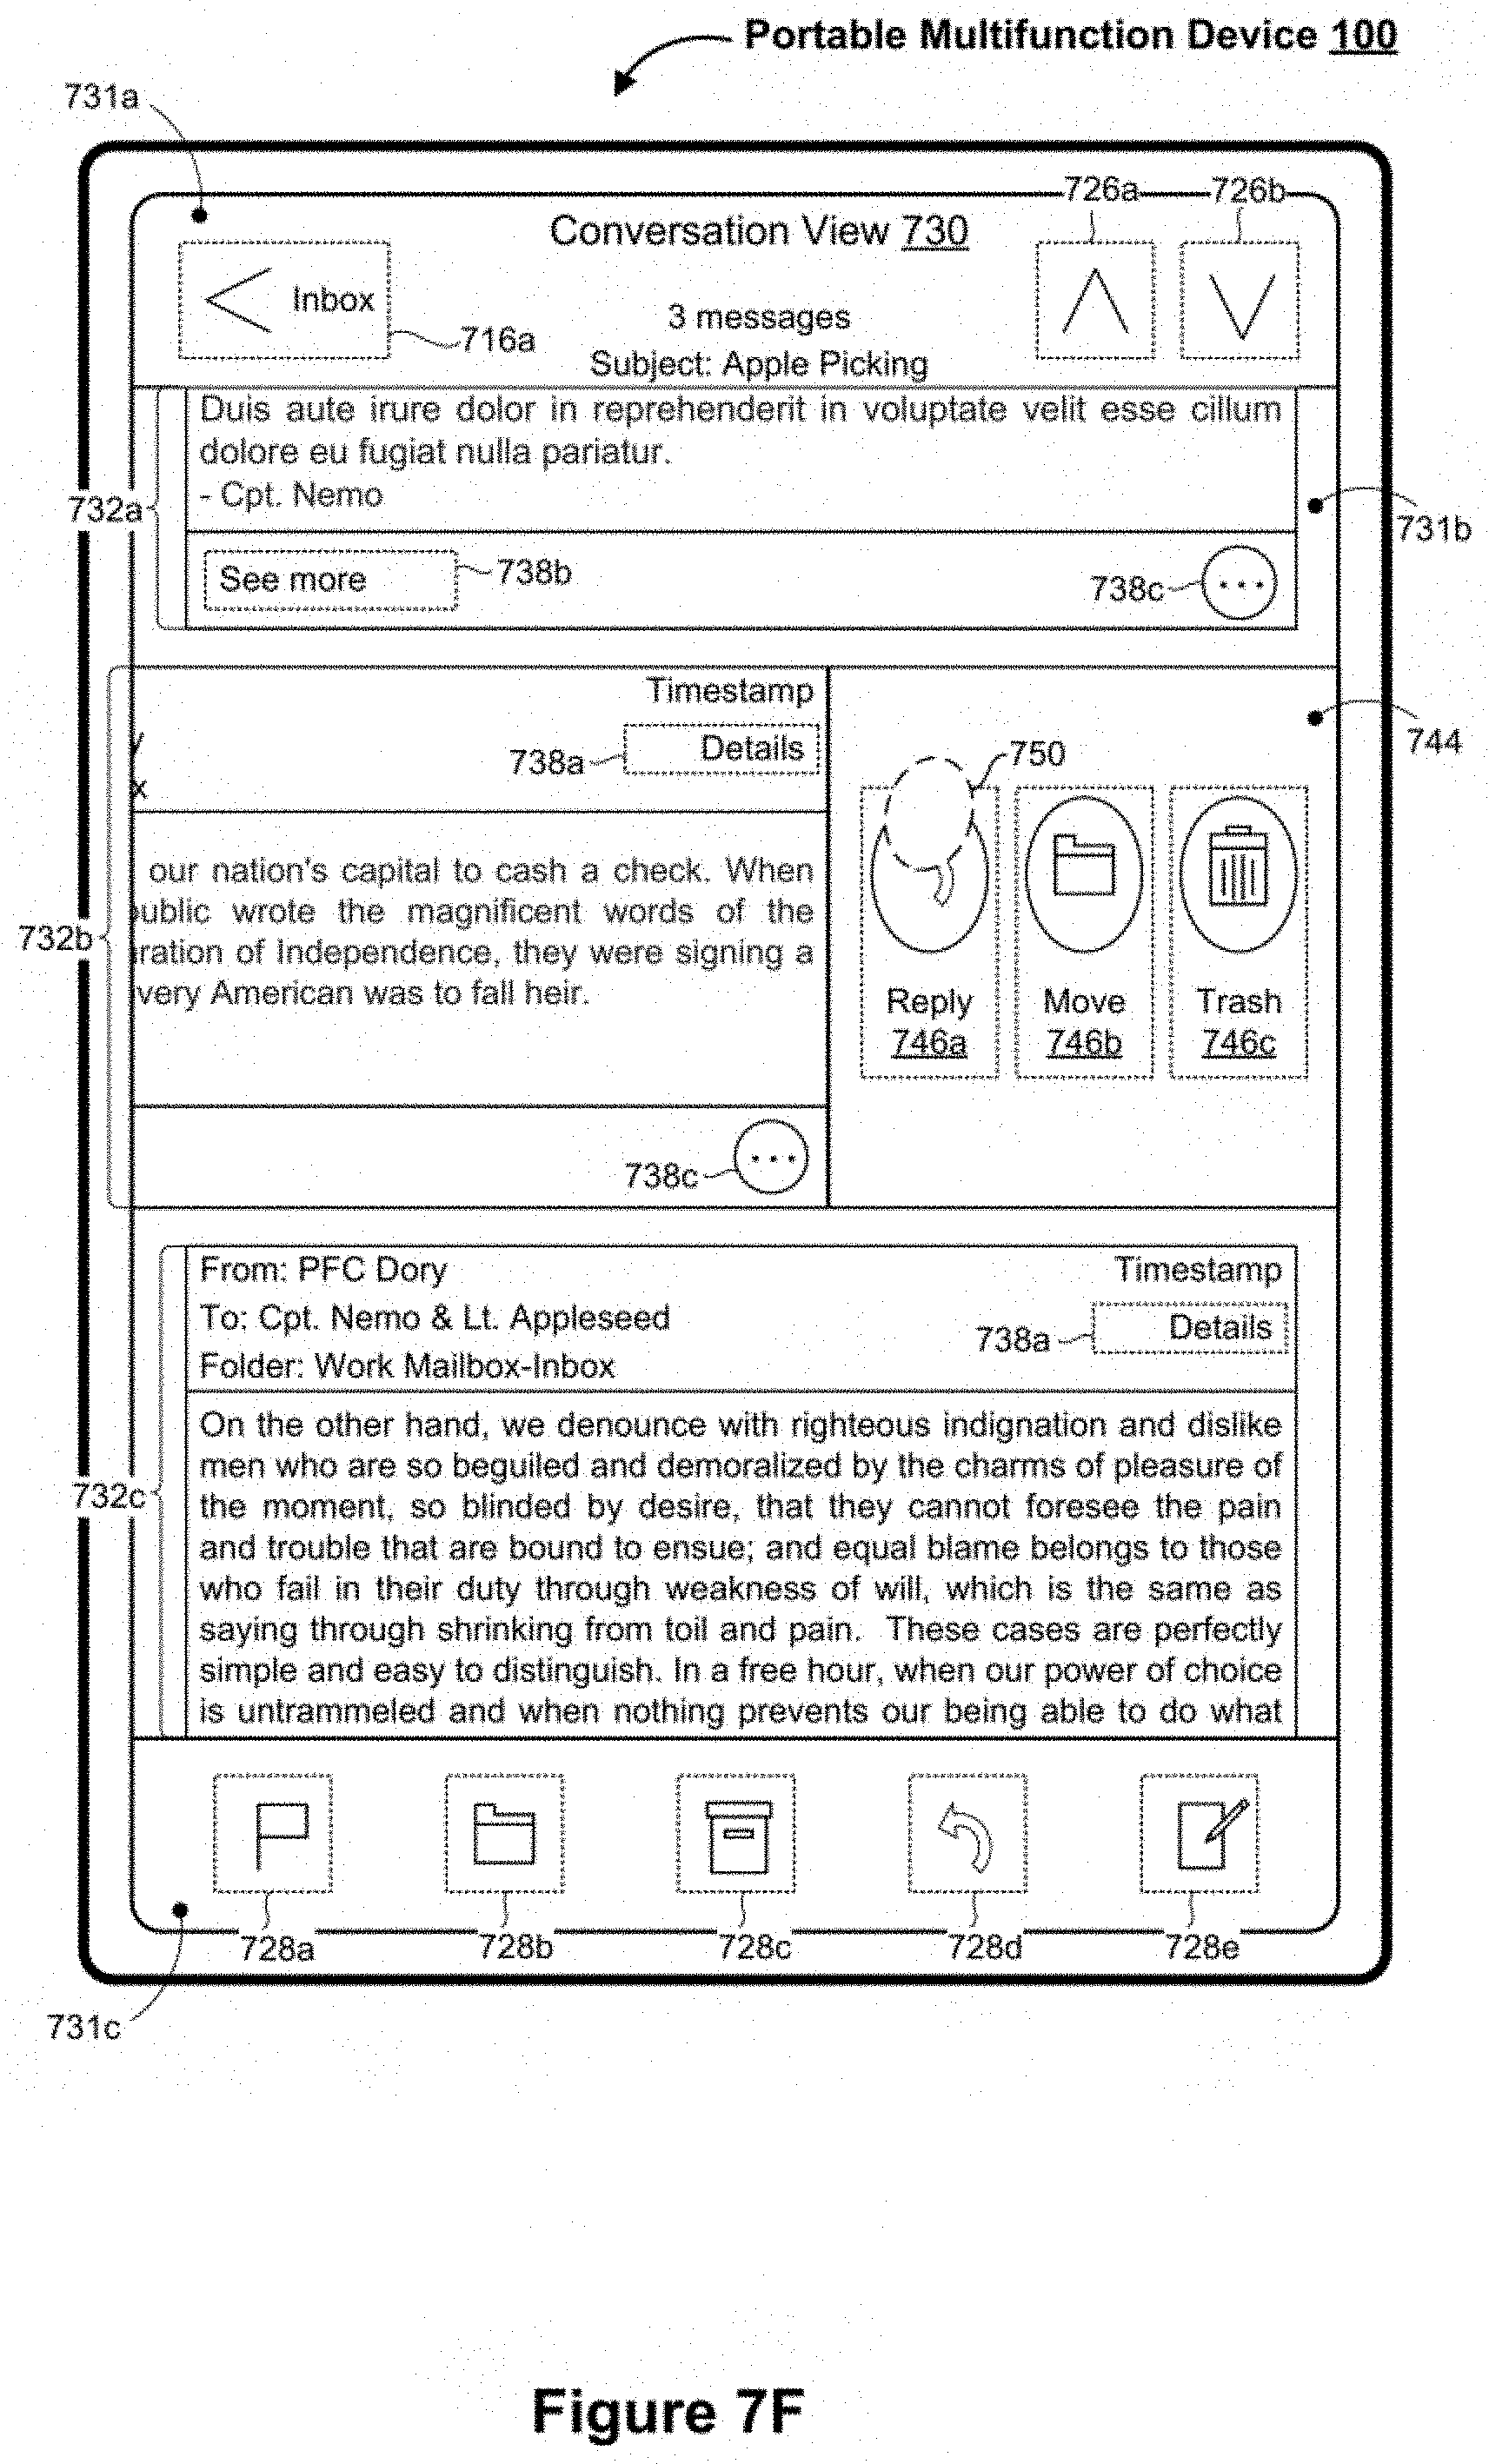 Portable Multifunction Device 100
731a
726a 726b
Conversation View 730
Inbox
716a
3 messages
Subject: Apple Picking
Duis aute irure dolor in reprehenderit in voluptate velit esse cillum
dolore eu fugiat nulla pariatur.
- Cpt. Nemo
732a
731b
See more
738b
738c
Timestamp
744
Details
738a
750
y
x
our nation's capital to cash a check. When
ublic wrote the magnificent words of the
732b
ration of Independence, they were signing a
very American was to fall heir.
Reply Move Trash
746a 746b 746c
738c
From: PFC Dory
Timestamp
To: Cpt. Nemo & Lt. Appleseed
Details
738a
Folder: Work Mailbox-Inbox
On the other hand, we denounce with righteous indignation and dislike
men who are so beguiled and demoralized by the charms of pleasure of
732c
the moment, so blinded by desire, that they cannot foresee the pain
and trouble that are bound to ensue; and equal blame belongs to those
who fail in their duty through weakness of will, which is the same as
saying through shrinking from toil and pain. These cases are perfectly
simple and easy to distinguish. In a free hour, when our power of choice
is untrammeled and when nothing prevents our being able to do what
728a 728b 728c 728d 728e
731c
Figure 7F